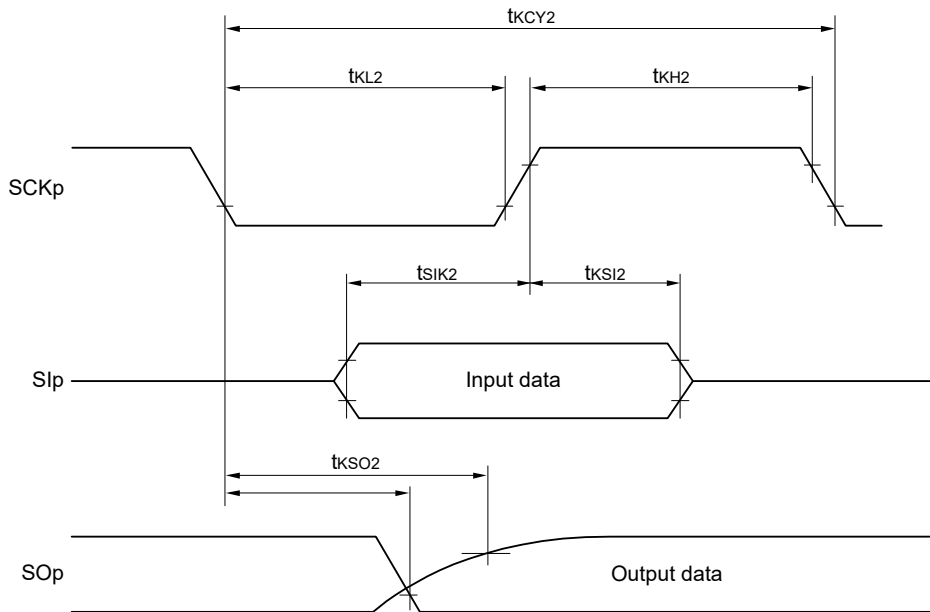 tKCY2
tKL2
tKH2
SCKp
tSIK2
tKSI2
SIp
Input data
tKSO2
SOp
Output data